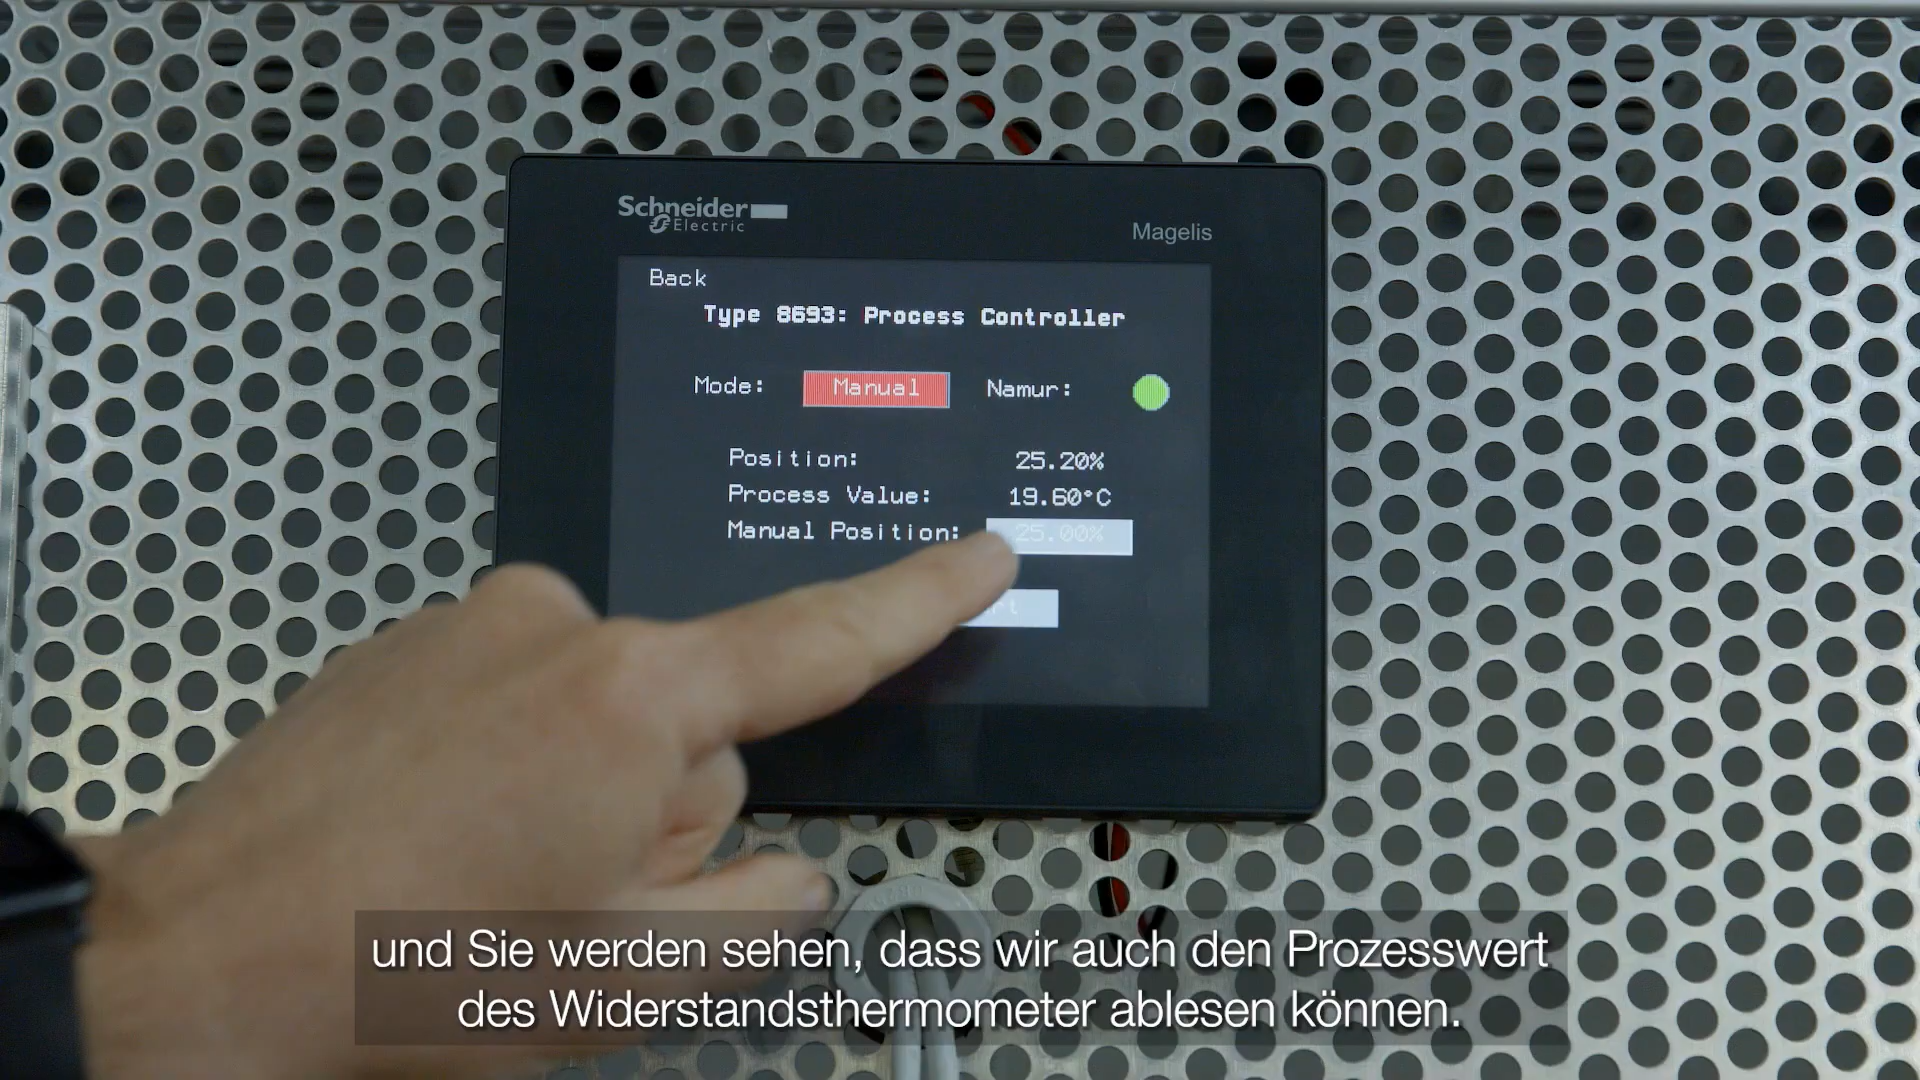 Schneider
Electric
Magelis
Back
Type 8693: Process Controller
Mode: Manual Namur:
Position: 25.20%
Process Value: 19.60°C
Manual Position: 25.00%
und Sie werden sehen, dass wir auch den Prozesswert
des Widerstandsthermometer ablesen können.